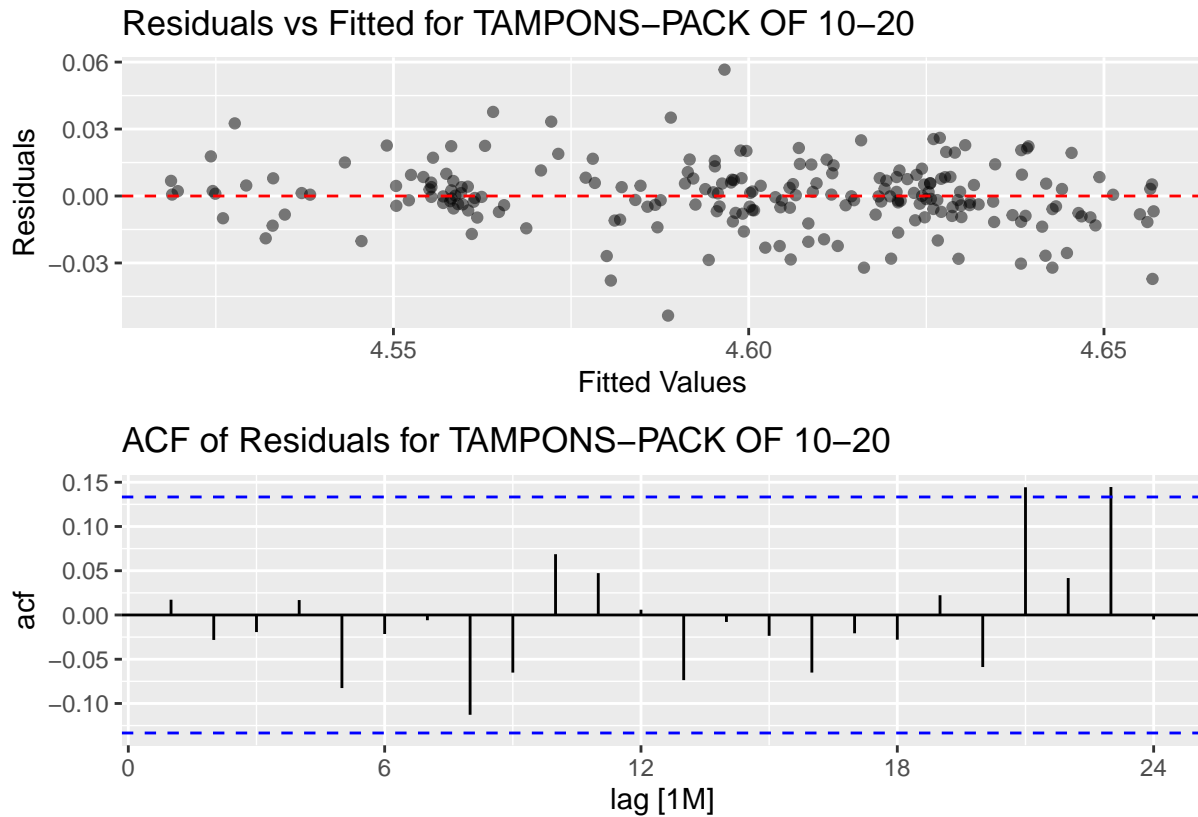 Residuals vs Fitted for TAMPONS−PACK OF 10−20
0.06
0.03
0.00
−0.03
Residuals
4.55 4.60 4.65
Fitted Values
ACF of Residuals for TAMPONS−PACK OF 10−20
0.15
0.10
0.05
0.00
−0.05
−0.10
acf
0 6 12 18 24
lag [1M]